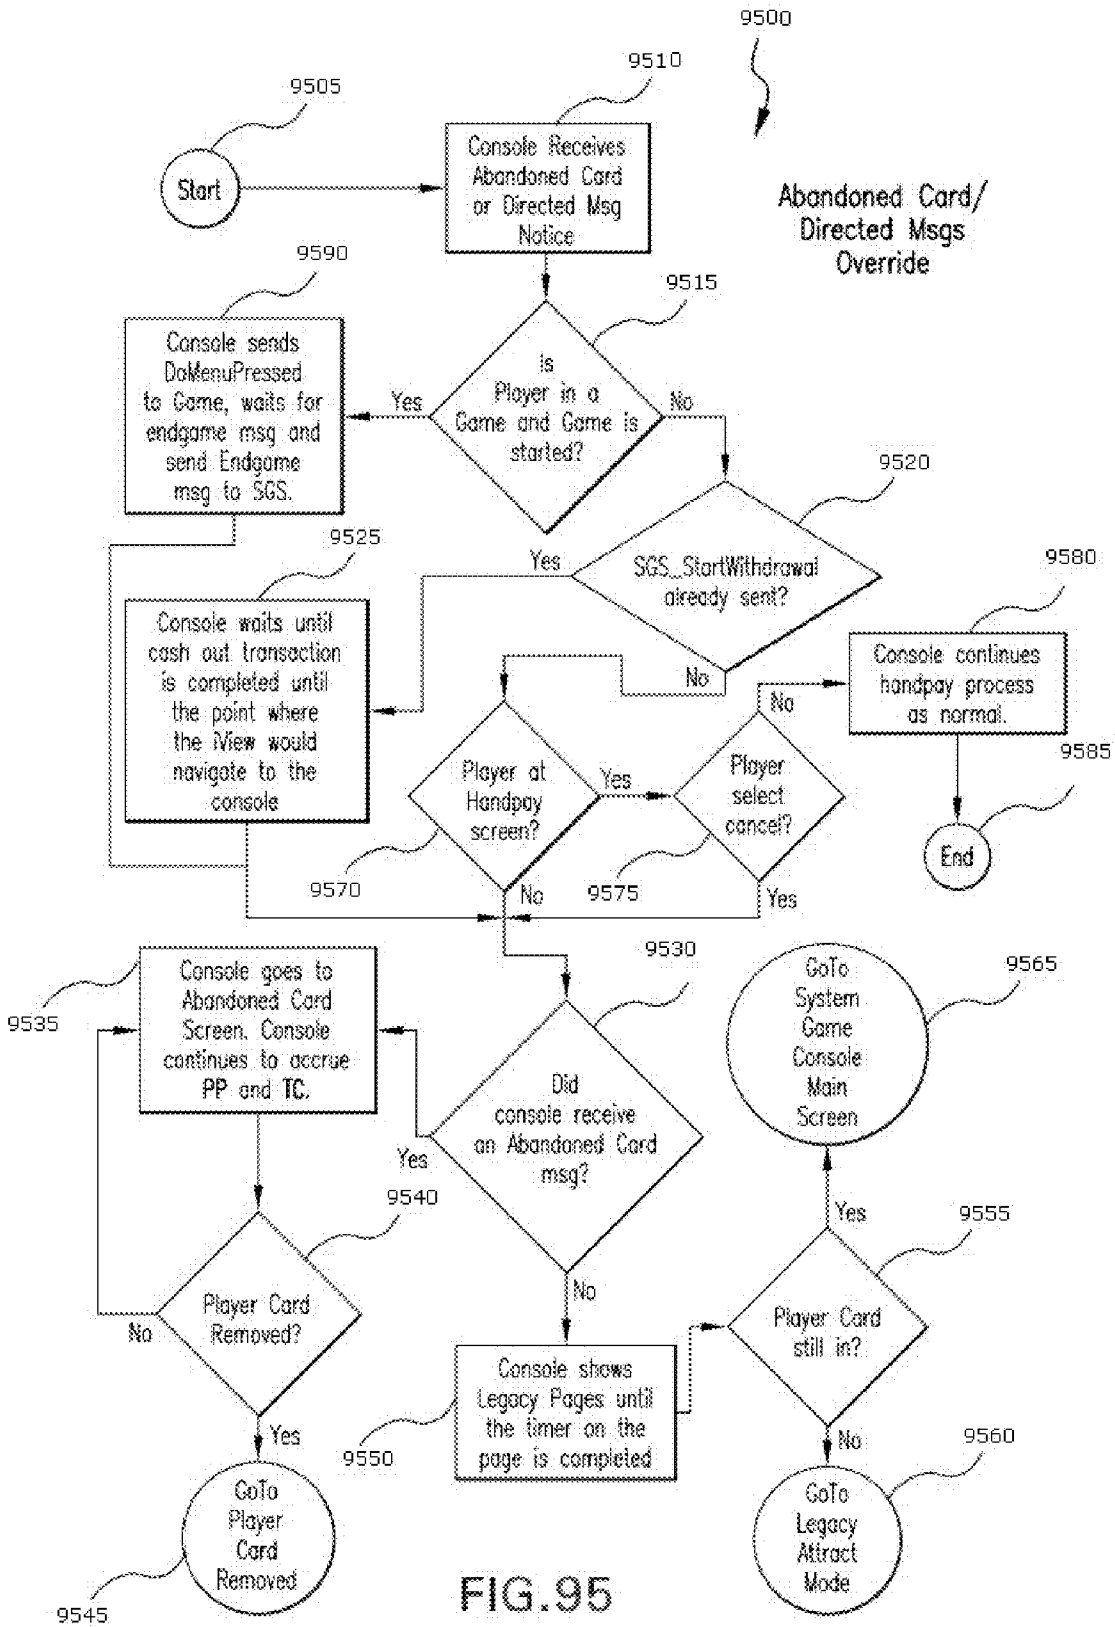 9500
9510
9505
Start
Console Receives
Abandoned Card
or Directed Msg
Notice
Abandoned Card/
Directed Msgs
Override
9590
9515
Console sends
DoMenuPressed
to Game, waits for
endgame msg and
send Endgame
msg to SGS.
Yes
Is
Player in a
Game and Game is
started?
No
9520
9525
Yes
SGS_StartWithdrawal
already sent?
No
9580
Console waits until
cash out transaction
is completed until
the point where
the iView would
navigate to the
console
Console continues
handpay process
as normal.
No
9585
Player at
Handpay
screen?
Yes
Player
select
cancel?
End
9570
No
9575
Yes
9530
9535
Console goes to
Abandoned Card
Screen. Console
continues to accrue
PP and TC.
9565
GoTo
System
Game
Console
Main
Screen
Did
console receive
an Abandoned Card
msg?
Yes
9540
No
Yes
9555
Player Card
Removed?
No
Player Card
still in?
Console shows
Legacy Pages until
the timer on the
page is completed
9550
Yes
No
9560
GoTo
Player
Card
Removed
GoTo
Legacy
Attract
Mode
9545
FIG.95